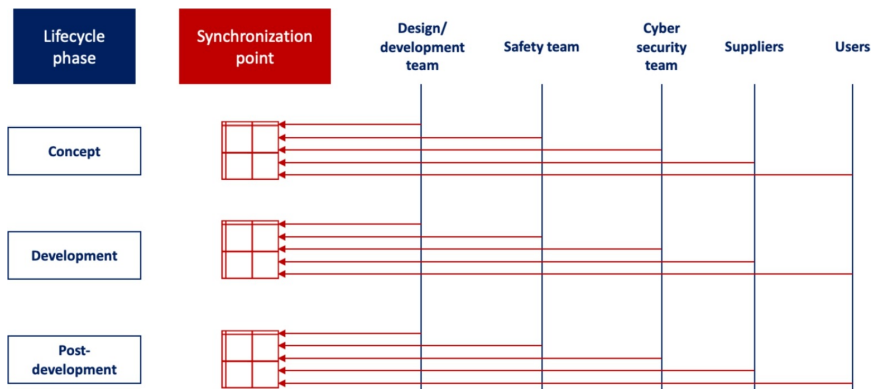 Lifecycle
phase
Synchronization
point
Design/
development
team
Safety team
Cyber
security
team
Suppliers
Users
Concept
Development
Post-
development